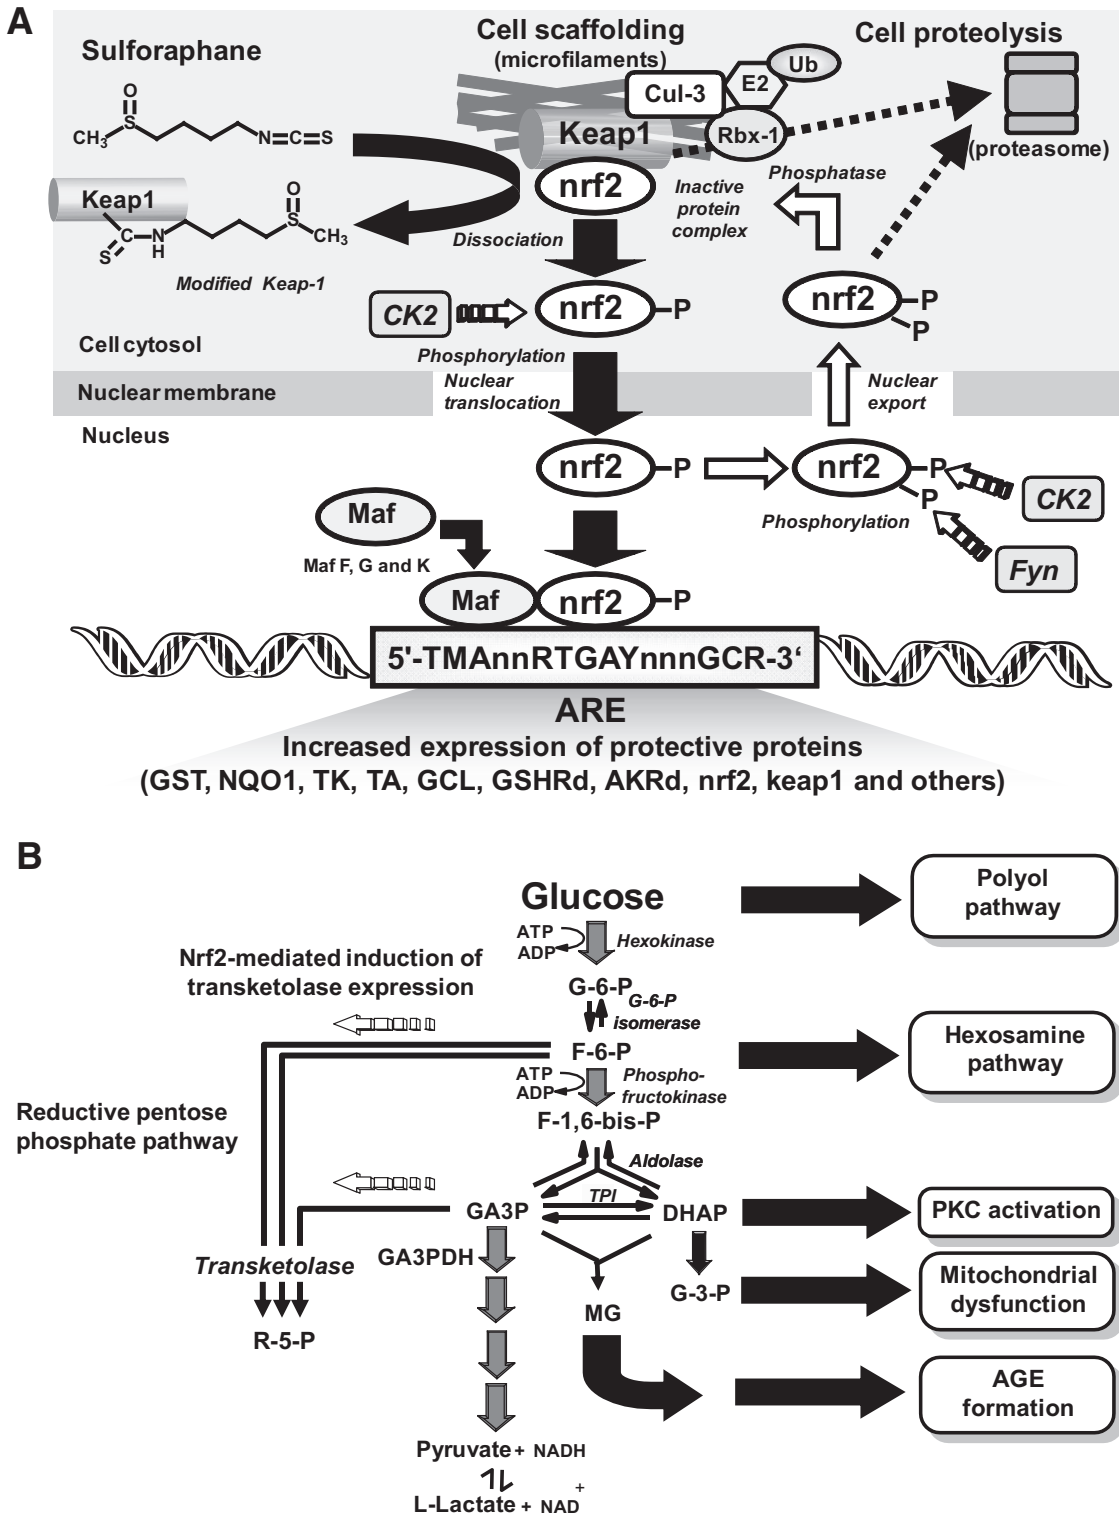 A
Sulforaphane
Cell scaffolding
(microfilaments)
Cell proteolysis
O
S
CH3
N=C=S
Cul-3
E2
Ub
Keap1
Rbx-1
(proteasome)
nrf2
Phosphatase
Inactive
protein
complex
Keap1
O
S
CH3
C
N
H
S
Modified Keap-1
Dissociation
CK2
nrf2
P
nrf2
P
P
Phosphorylation
Cell cytosol
Nuclear membrane
Nuclear
translocation
Nuclear
export
Nucleus
nrf2
P
nrf2
P
P
CK2
Phosphorylation
Fyn
Maf
Maf F, G and K
Maf
nrf2
P
5'-TMAnnRTGAYnnnGCR-3‘
ARE
Increased expression of protective proteins
(GST, NQO1, TK, TA, GCL, GSHRd, AKRd, nrf2, keap1 and others)
B
Glucose
Polyol
pathway
ATP
ADP
Hexokinase
Nrf2-mediated induction of
transketolase expression
G-6-P
G-6-P
isomerase
F-6-P
Hexosamine
pathway
ATP
ADP
Phospho-
fructokinase
Reductive pentose
phosphate pathway
F-1,6-bis-P
Aldolase
TPI
GA3P
DHAP
PKC activation
GA3PDH
Transketolase
G-3-P
Mitochondrial
dysfunction
MG
R-5-P
AGE
formation
Pyruvate + NADH
L-Lactate + NAD+